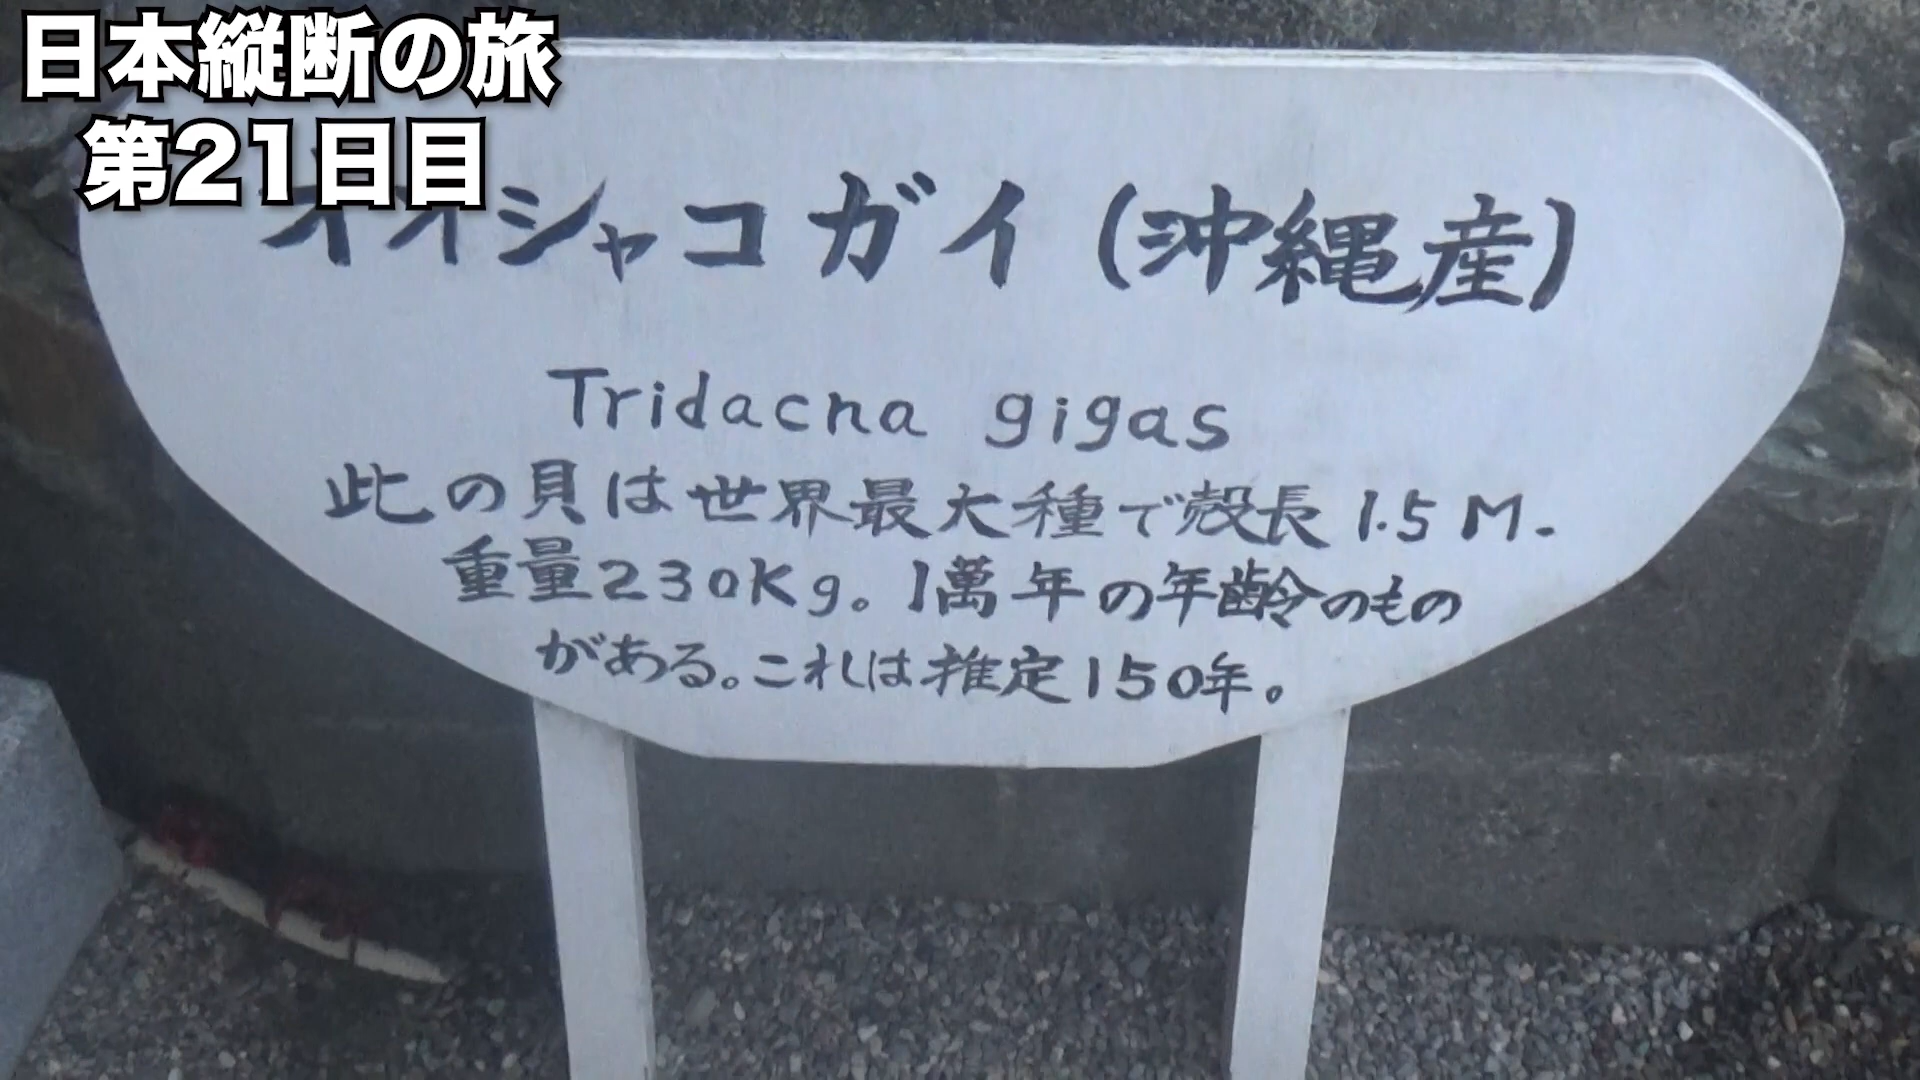 日本縦断の旅
第21日目
オオシャコガイ(沖縄産)
Tridacna gigas
此の貝は世界最大種で殻長1.5M.
重量230Kg。1萬年の年齢のもの
がある。これは推定150年。